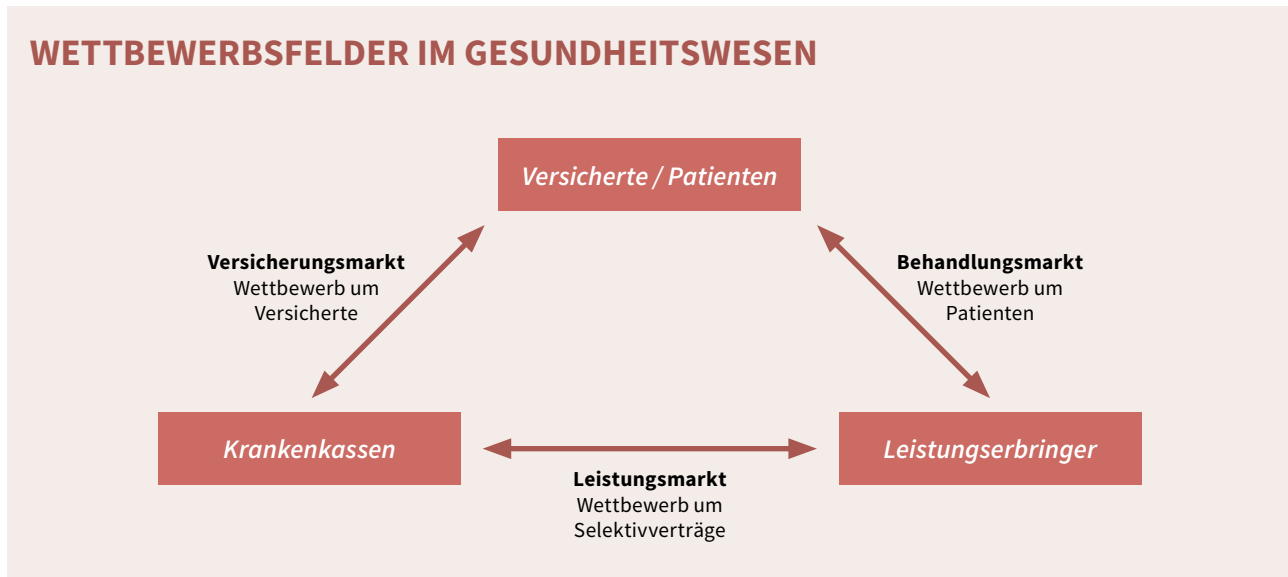 WETTBEWERBSFELDER IM GESUNDHEITSWESEN
Versicherte / Patienten
Versicherungsmarkt
Wettbewerb um
Versicherte
Behandlungsmarkt
Wettbewerb um
Patienten
Krankenkassen
Leistungserbringer
Leistungsmarkt
Wettbewerb um
Selektivverträge